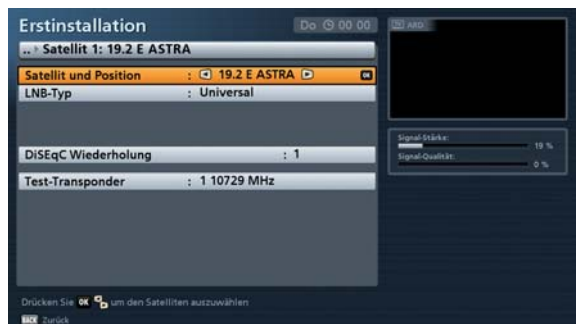 Erstinstallation
Do 00 00
TV ARD
.. Satellit 1: 19.2 E ASTRA
Satellit und Position : 19.2 E ASTRA OK
LNB-Typ : Universal
Signal-Stärke:
19 %
Signal-Qualität:
0 %
DiSEqC Wiederholung : 1
Test-Transponder : 1 10729 MHz
Drücken Sie OK um den Satelliten auszuwählen
BACK Zurück